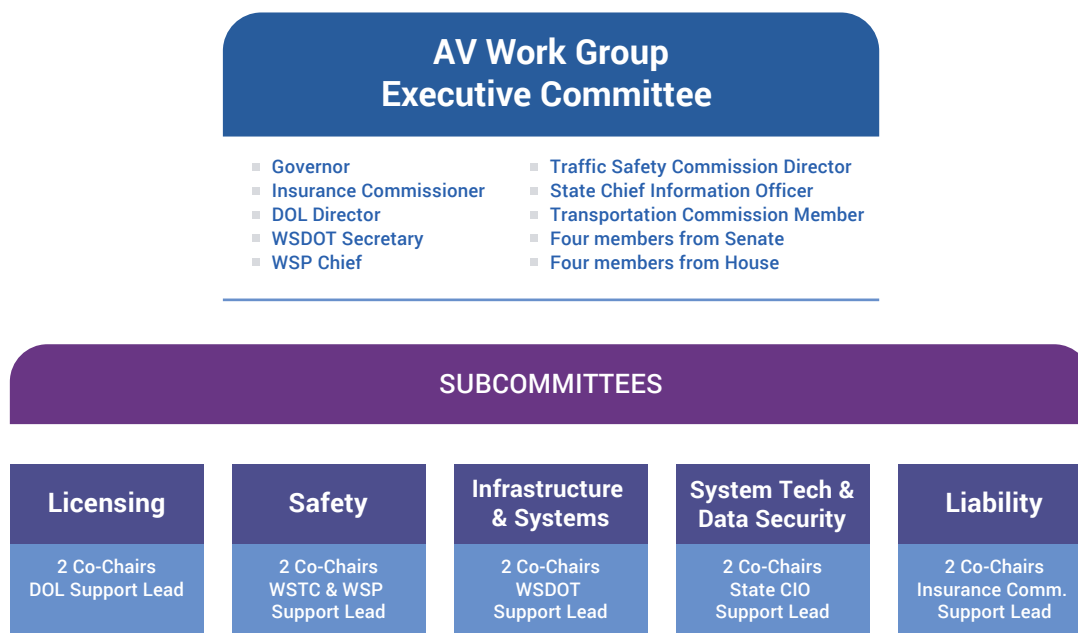 AV Work Group
Executive Committee
Governor
Insurance Commissioner
DOL Director
WSDOT Secretary
WSP Chief
Traffic Safety Commission Director
State Chief Information Officer
Transportation Commission Member
Four members from Senate
Four members from House
SUBCOMMITTEES
Licensing
2 Co-Chairs
DOL Support Lead
Safety
2 Co-Chairs
WSTC & WSP
Support Lead
Infrastructure
& Systems
2 Co-Chairs
WSDOT
Support Lead
System Tech &
Data Security
2 Co-Chairs
State CIO
Support Lead
Liability
2 Co-Chairs
Insurance Comm.
Support Lead